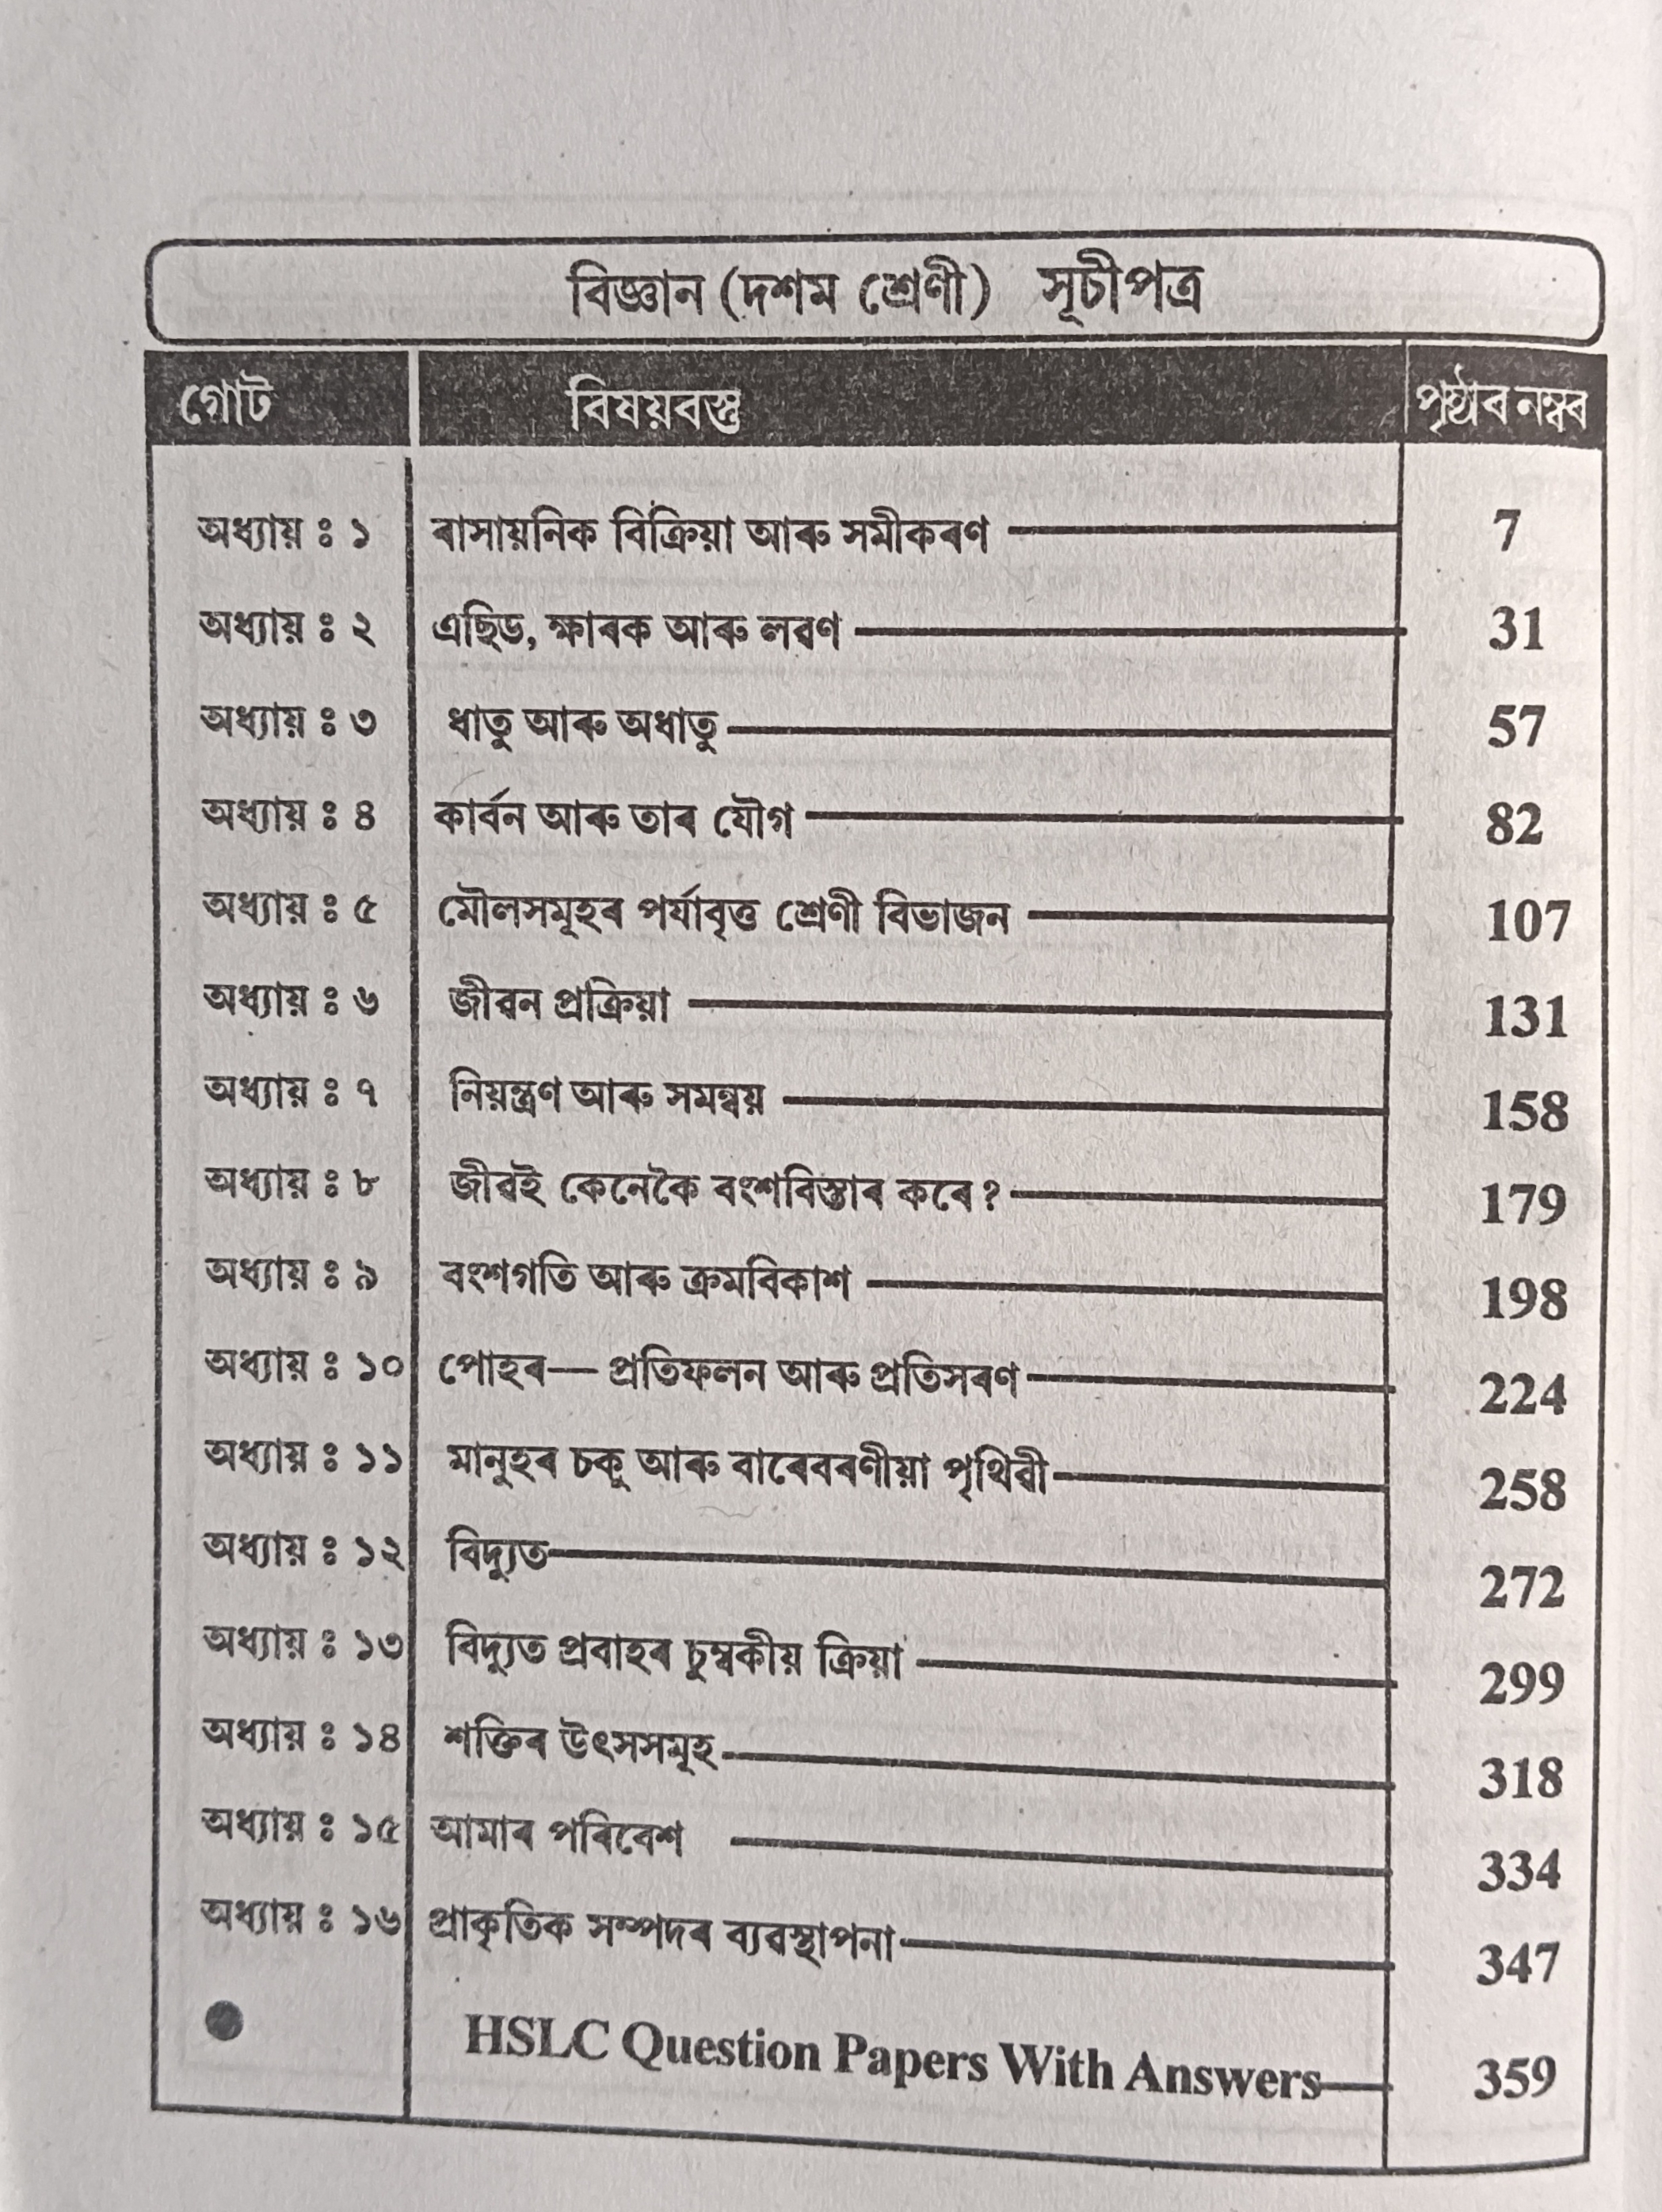 বিজ্ঞান (দশম শ্ৰেণী) সূচীপত্ৰ
গোট বিষয়বস্তু পৃষ্ঠাৰ নম্বৰ
অধ্যায় ঃ ১ ৰাসায়নিক বিক্ৰিয়া আৰু সমীকৰণ 7
অধ্যায় ঃ ২ এছিড, ক্ষাৰক আৰু লৱণ 31
অধ্যায় ঃ ৩ ধাতু আৰু অধাতু 57
অধ্যায় ঃ ৪ কাৰ্বন আৰু তাৰ যৌগ 82
অধ্যায় ঃ ৫ মৌলসমূহৰ পৰ্যাবৃত্ত শ্ৰেণী বিভাজন 107
অধ্যায় ঃ ৬ জীৱন প্ৰক্ৰিয়া 131
অধ্যায় ঃ ৭ নিয়ন্ত্ৰণ আৰু সমন্বয় 158
অধ্যায় ঃ ৮ জীৱই কেনেকৈ বংশবিস্তাৰ কৰে? 179
অধ্যায় ঃ ৯ বংশগতি আৰু ক্ৰমবিকাশ 198
অধ্যায় ঃ ১০ পোহৰ— প্ৰতিফলন আৰু প্ৰতিসৰণ 224
অধ্যায় ঃ ১১ মানুহৰ চকু আৰু বাৰেবৰণীয়া পৃথিৱী 258
অধ্যায় ঃ ১২ বিদ্যুত 272
অধ্যায় ঃ ১৩ বিদ্যুত প্ৰবাহৰ চুম্বকীয় ক্ৰিয়া 299
অধ্যায় ঃ ১৪ শক্তিৰ উৎসসমূহ 318
অধ্যায় ঃ ১৫ আমাৰ পৰিবেশ 334
অধ্যায় ঃ ১৬ প্ৰাকৃতিক সম্পদৰ ব্যৱস্থাপনা 347
● HSLC Question Papers With Answers 359